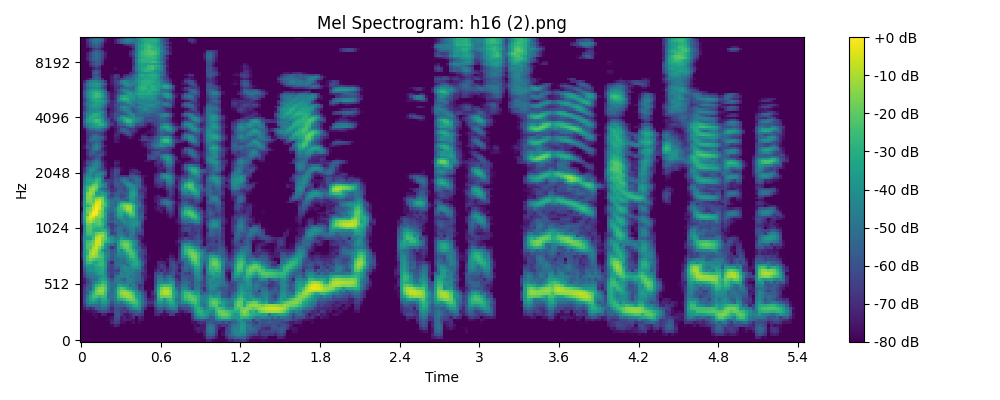 Mel Spectrogram: h16 (2).png
8192
4096
2048
1024
512
0
Hz
0 0.6 1.2 1.8 2.4 3 3.6 4.2 4.8 5.4
Time
+0 dB
-10 dB
-20 dB
-30 dB
-40 dB
-50 dB
-60 dB
-70 dB
-80 dB